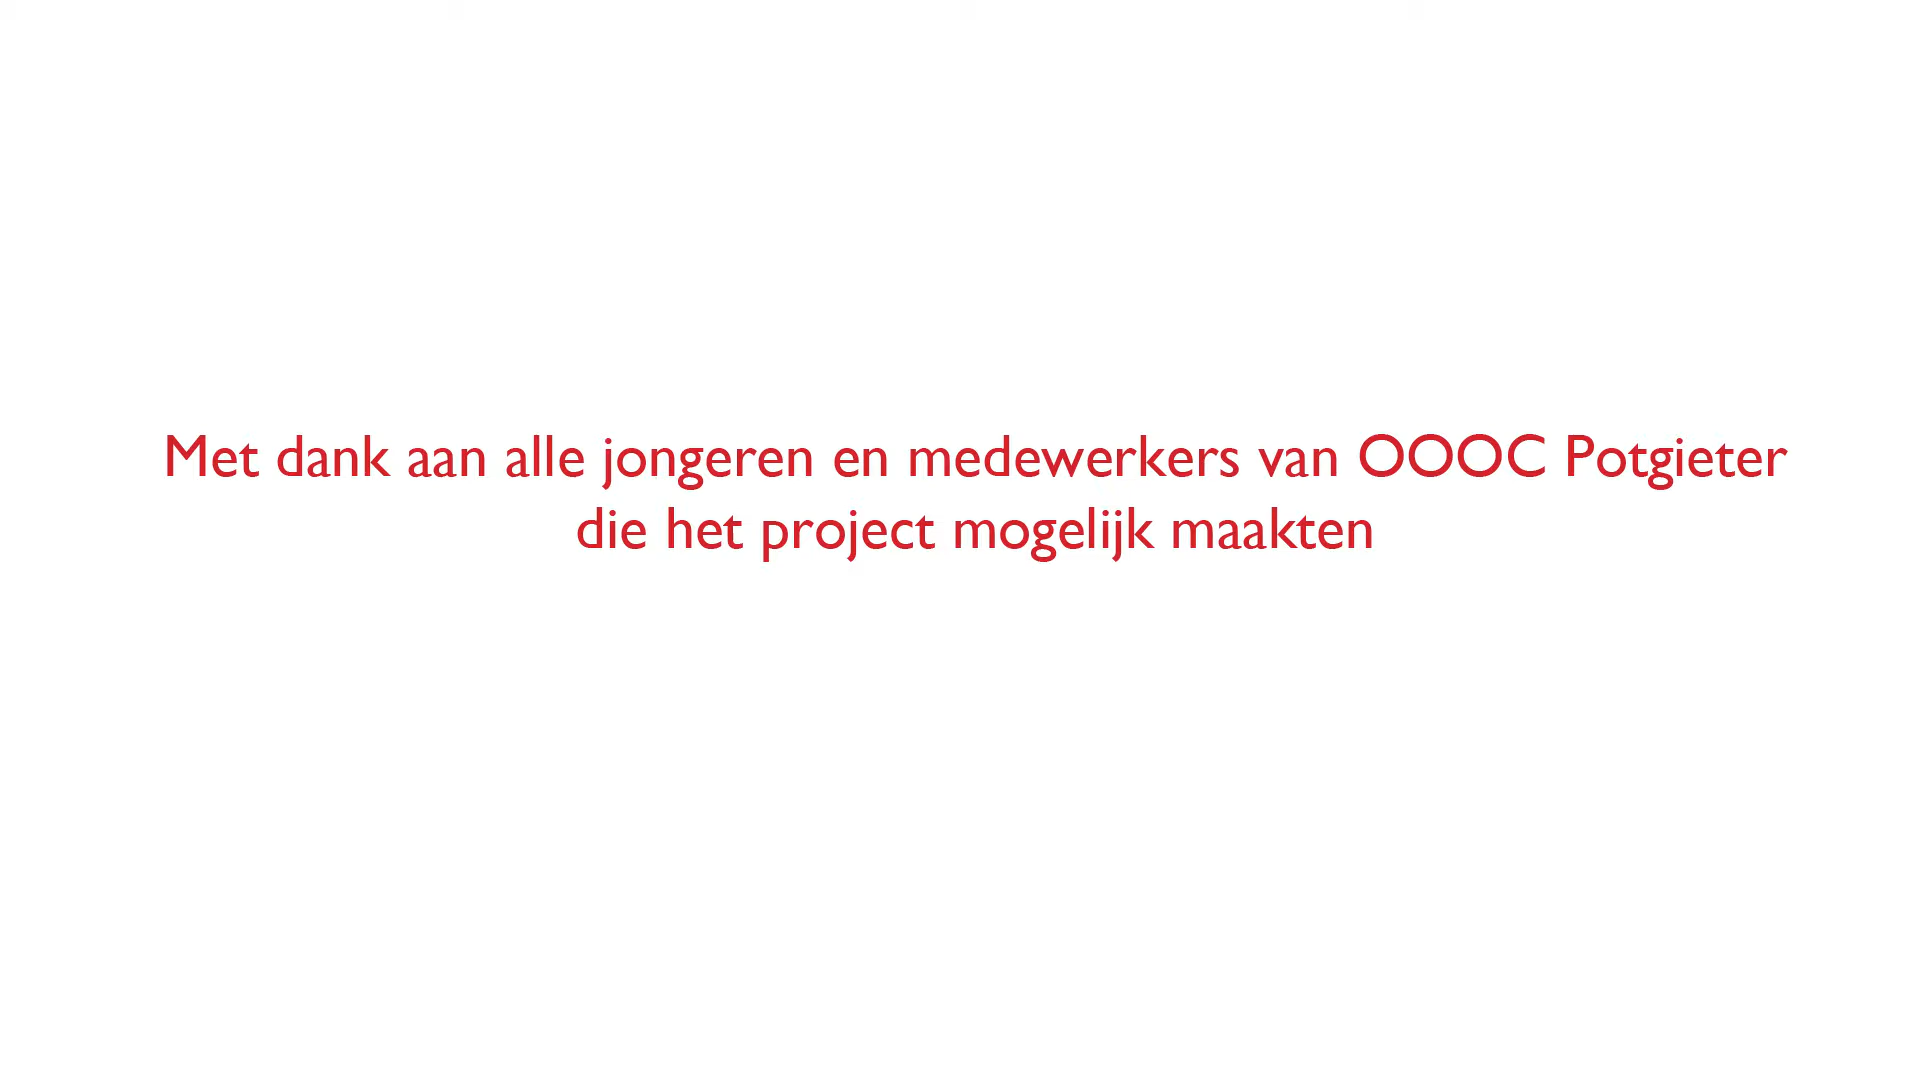 Met dank aan alle jongeren en medewerkers van OOOC Potgieter
die het project mogelijk maakten